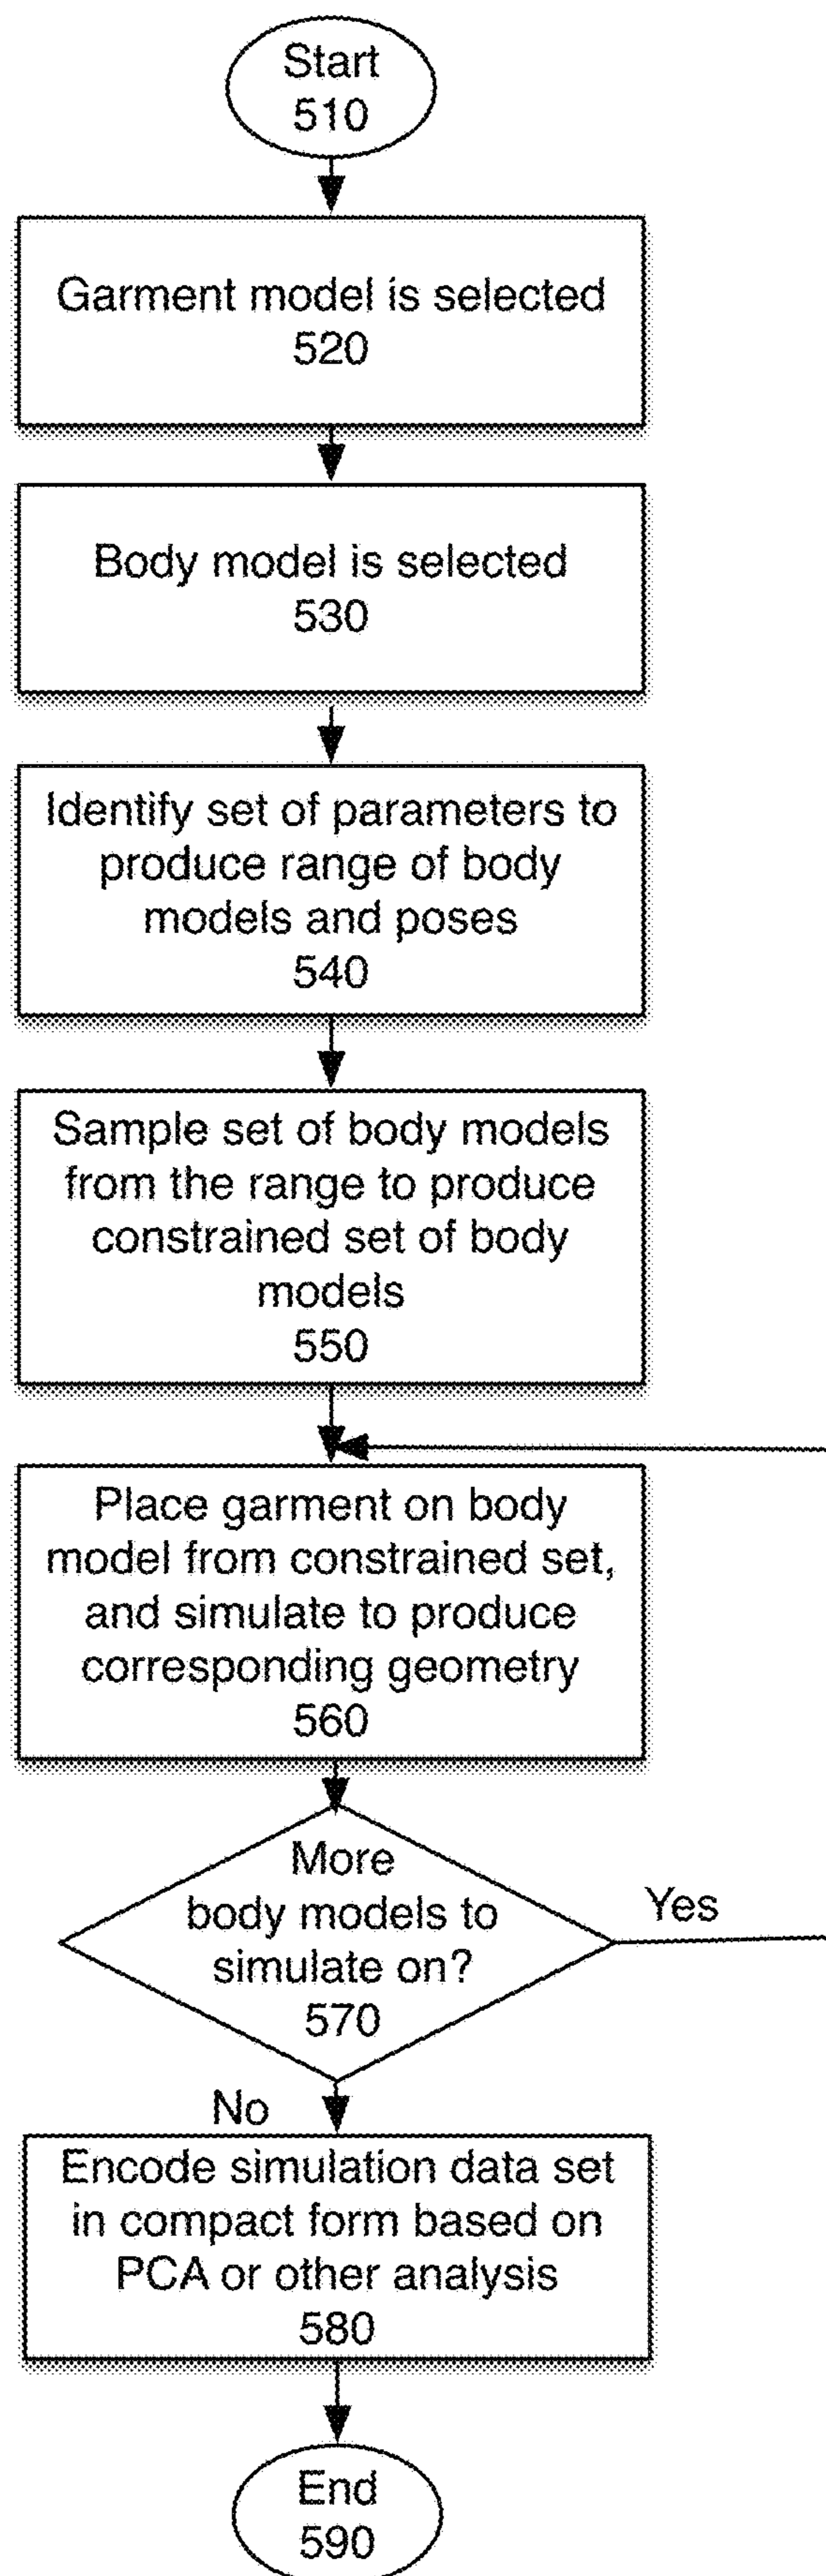 Start
510
Garment model is selected
520
Body model is selected
530
Identify set of parameters to
produce range of body
models and poses
540
Sample set of body models
from the range to produce
constrained set of body
models
550
Place garment on body
model from constrained set,
and simulate to produce
corresponding geometry
560
More
body models to
simulate on?
570
Yes
No
Encode simulation data set
in compact form based on
PCA or other analysis
580
End
590